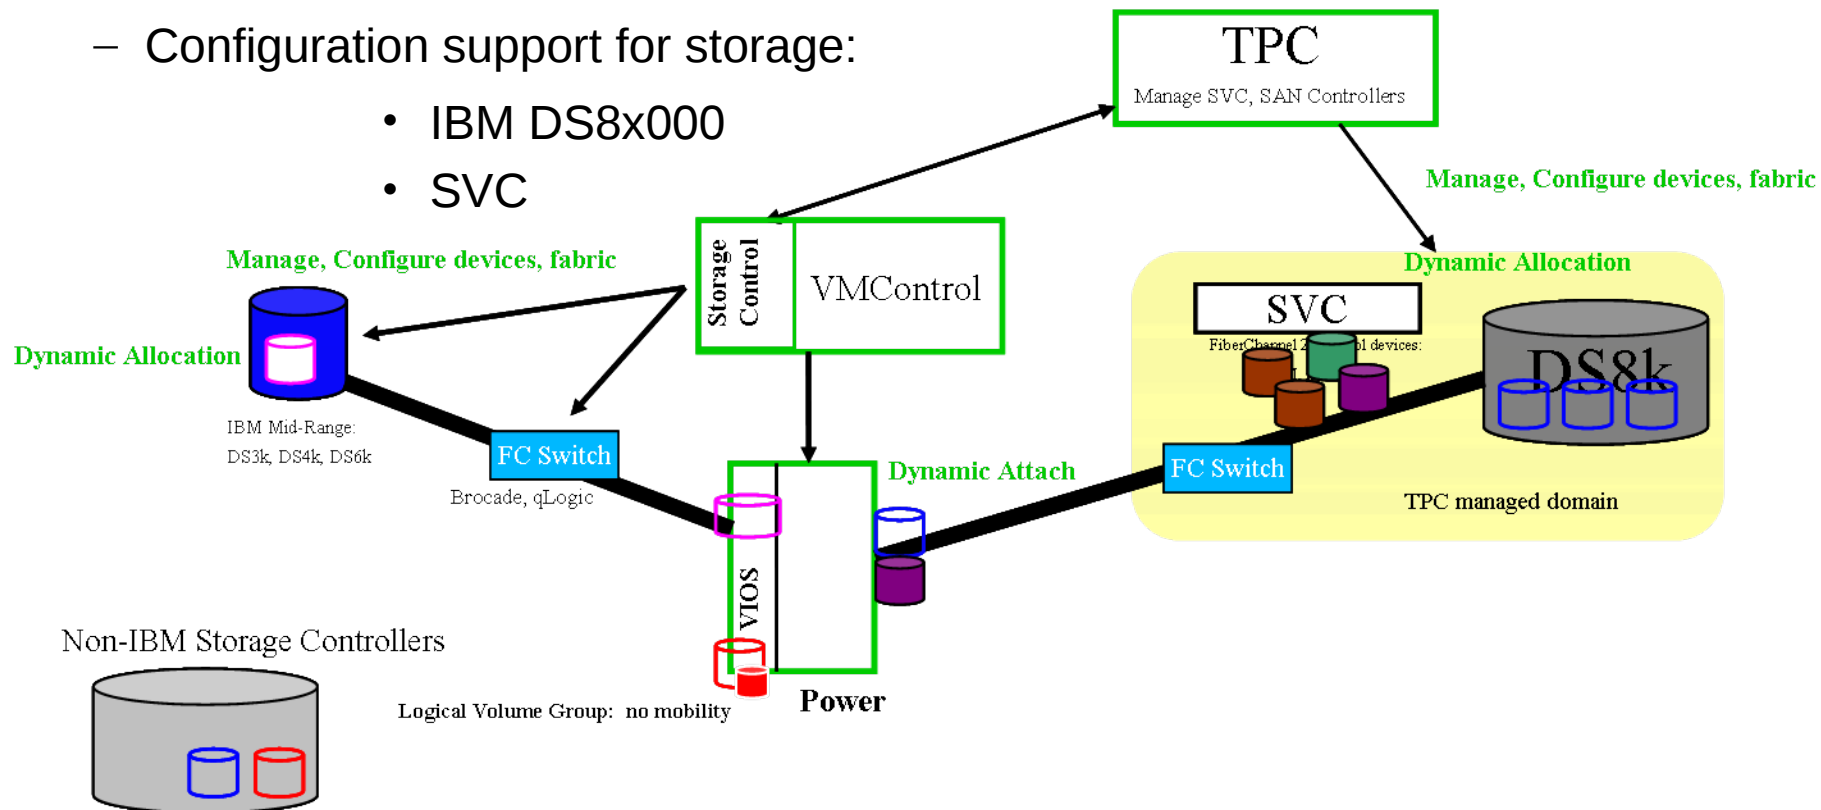 – Configuration support for storage:
• IBM DS8x000
• SVC
TPC
Manage SVC, SAN Controllers
Manage, Configure devices, fabric
Manage, Configure devices, fabric
Storage
Control
VMControl
Dynamic Allocation
SVC
FiberChannel 2 devices:
DS8k
Dynamic Allocation
IBM Mid-Range:
DS3k, DS4k, DS6k
FC Switch
Brocade, qLogic
Dynamic Attach
FC Switch
TPC managed domain
VIOS
Non-IBM Storage Controllers
Logical Volume Group: no mobility
Power